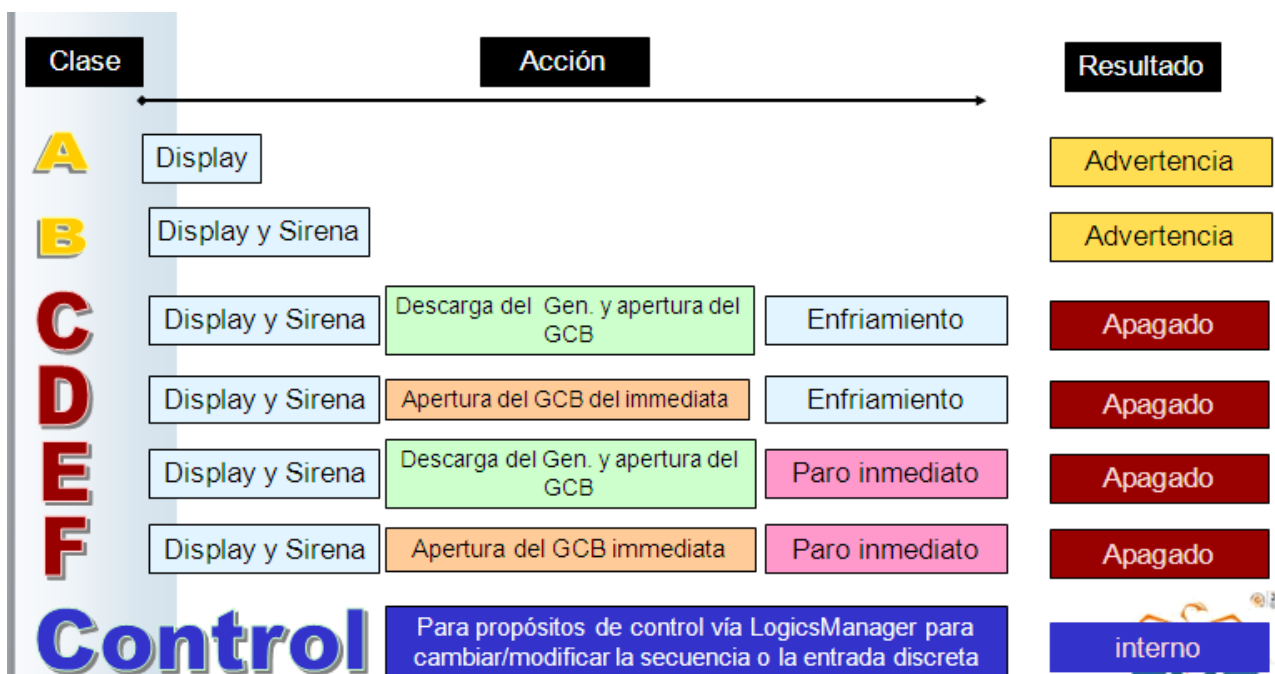 Clase Acción Resultado
A Display Advertencia
B Display y Sirena Advertencia
C Display y Sirena Descarga del Gen. y apertura del Enfriamiento Apagado
GCB
D Display y Sirena Apertura del GCB del immediata Enfriamiento Apagado
E Display y Sirena Descarga del Gen. y apertura del Paro inmediato Apagado
GCB
F Display y Sirena Apertura del GCB immediata Paro inmediato Apagado
Control Para propósitos de control vía LogicsManager para interno
cambiar/modificar la secuencia o la entrada discreta